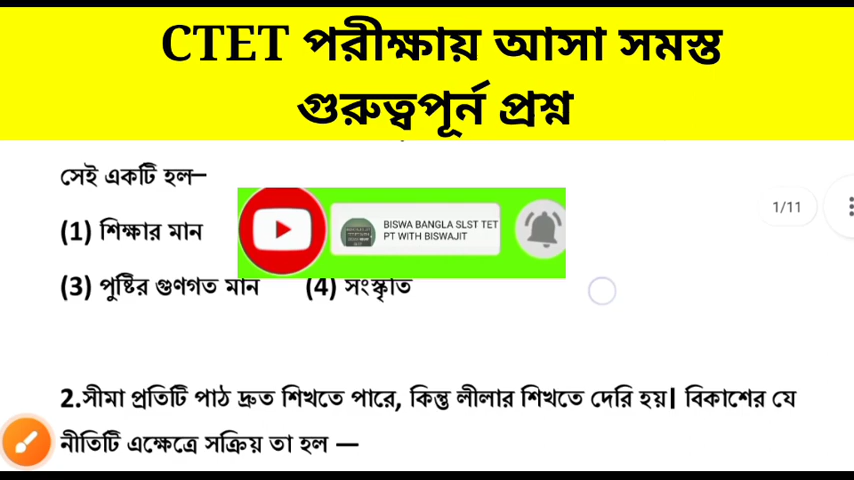 CTET পরীক্ষায় আসা সমস্ত
গুরুত্বপূর্ন প্রশ্ন
সেই একটি হল—
(1) শিক্ষার মান
BISWA BANGLA SLST TET
PT WITH BISWAJIT
1/11
(3) পুষ্টির গুণগত মান (4) সংস্কৃতি
2.সীমা প্রতিটি পাঠ দ্রুত শিখতে পারে, কিন্তু লীলার শিখতে দেরি হয়| বিকাশের যে
নীতিটি এক্ষেত্রে সক্রিয় তা হল —